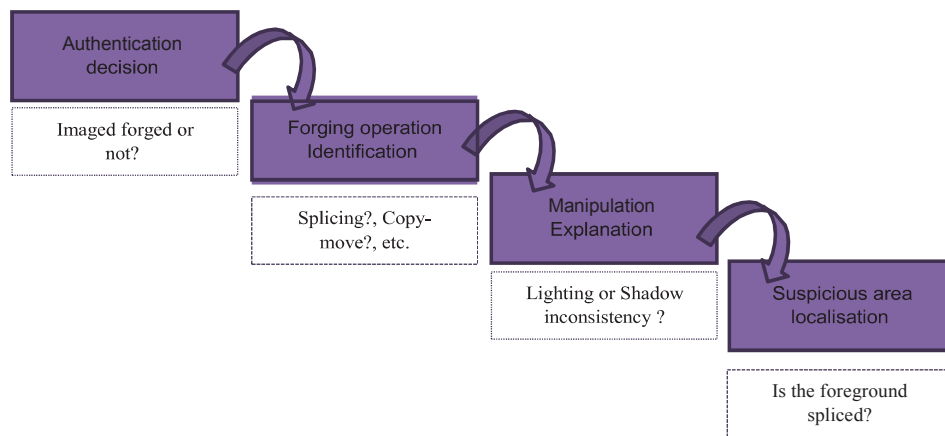 Authentication
decision
Imaged forged or
not?
Forging operation
Identification
Splicing?, Copy-
move?, etc.
Manipulation
Explanation
Lighting or Shadow
inconsistency ?
Suspicious area
localisation
Is the foreground
spliced?